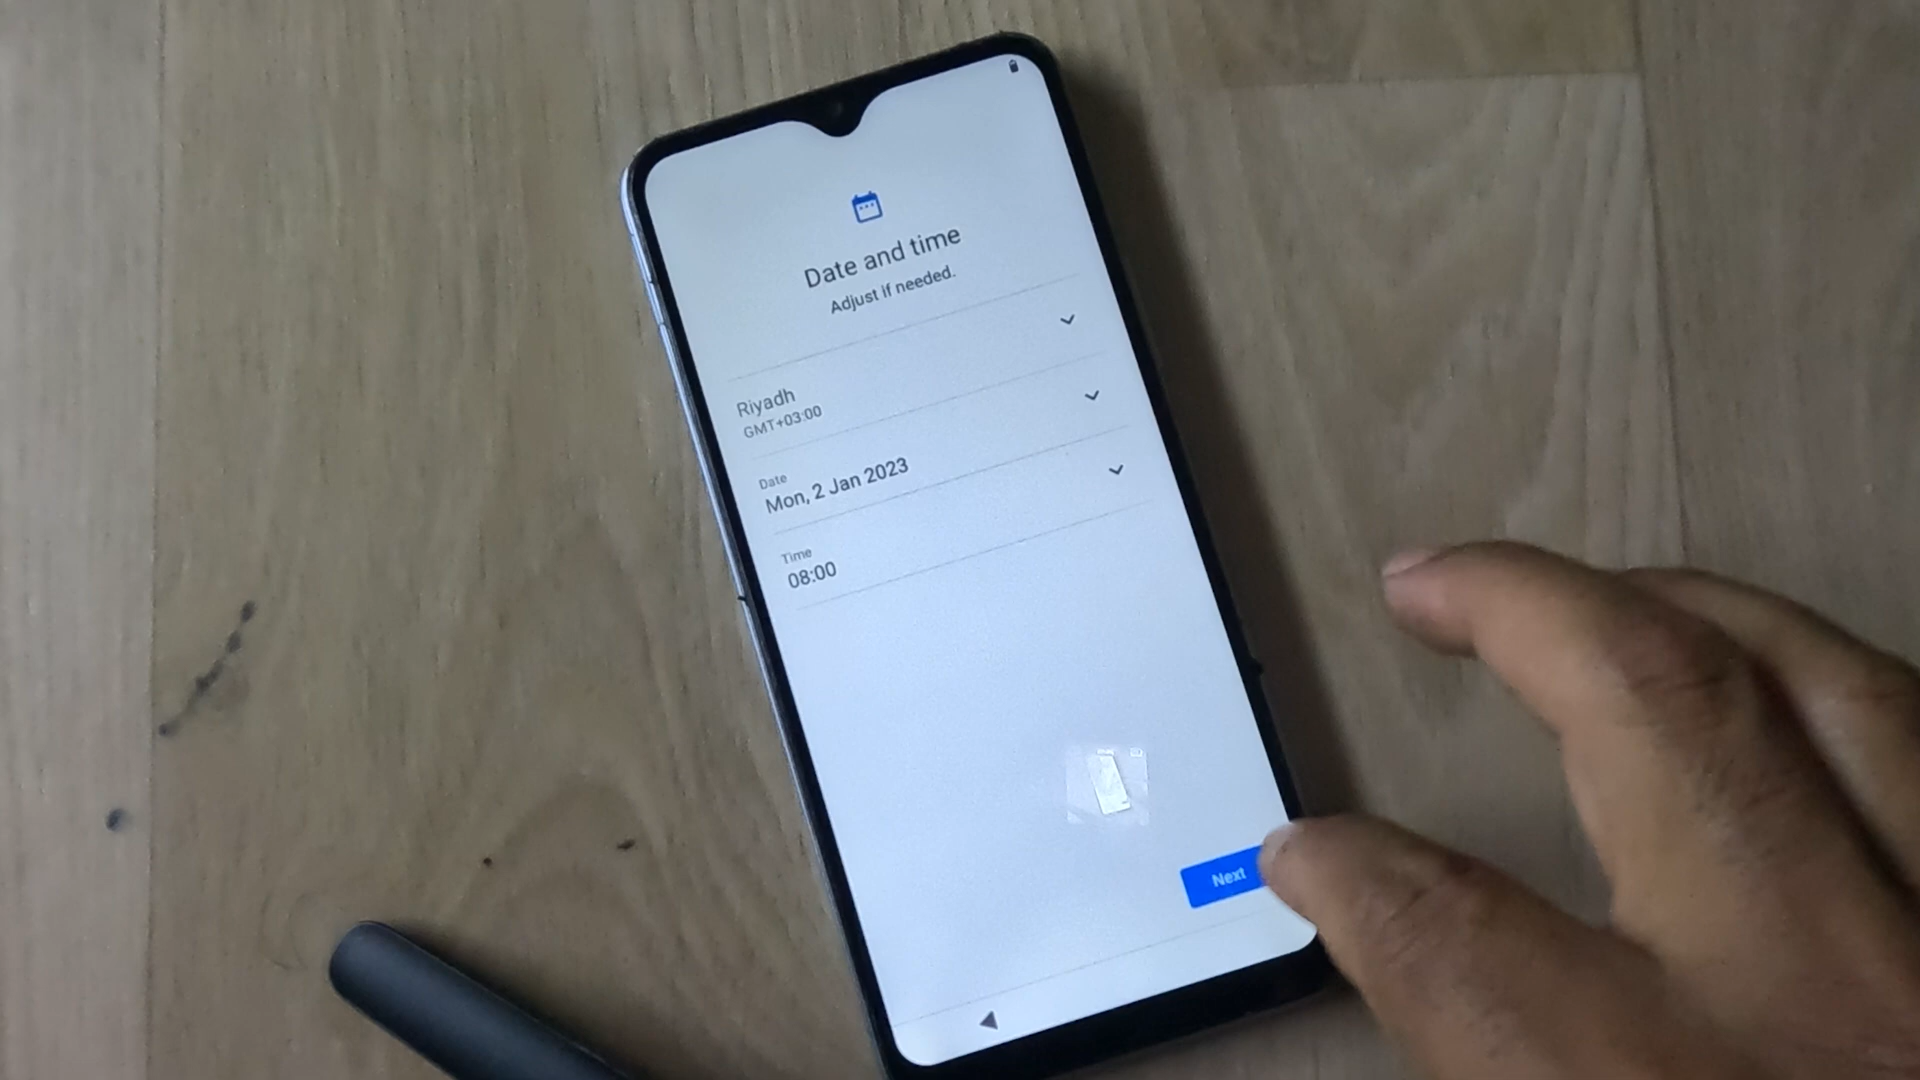 Date and time
Adjust if needed.
Riyadh
GMT+03:00
Date
Mon, 2 Jan 2023
Time
08:00
Next